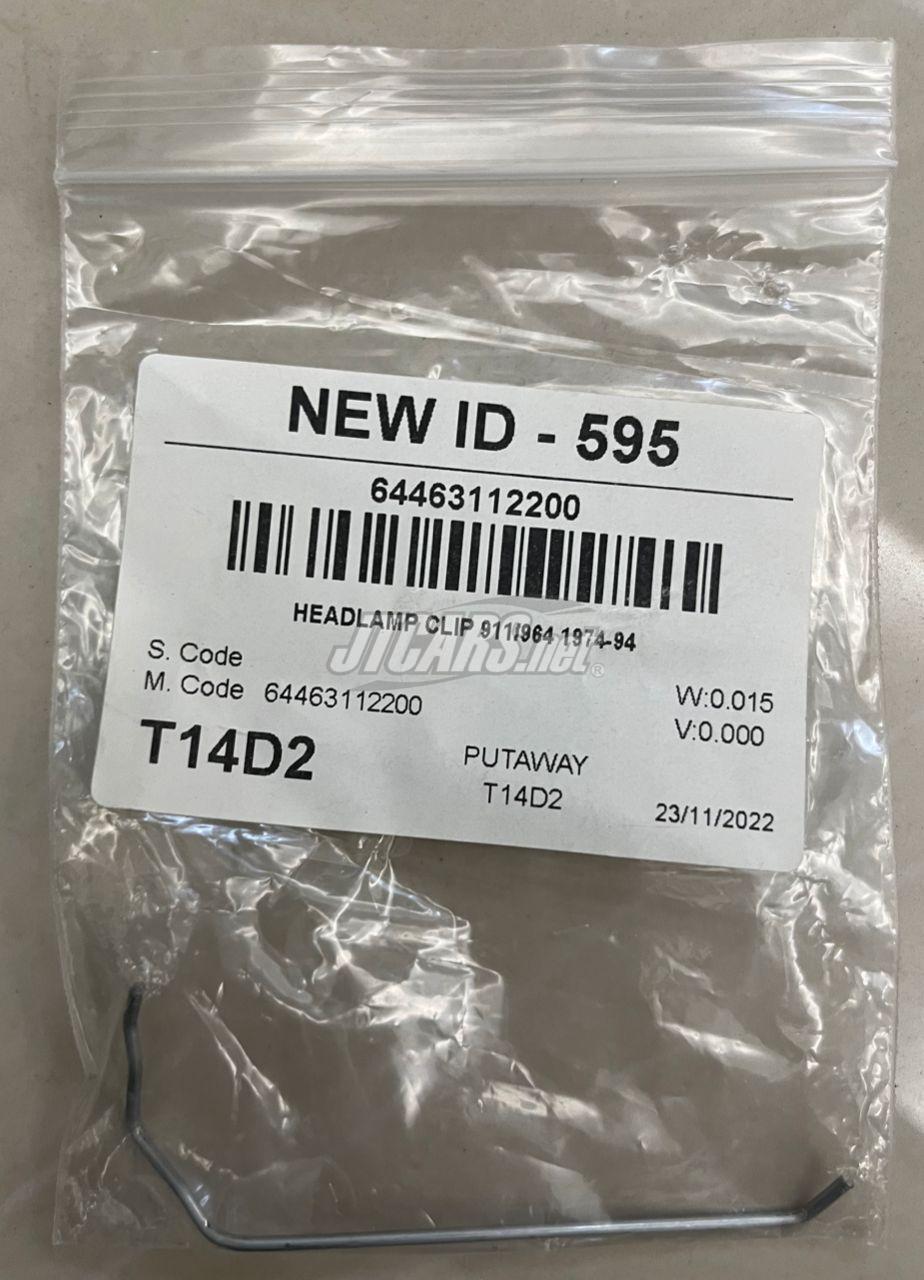 NEW ID - 595
64463112200
HEADLAMP CLIP 911/964 1974-94
JTCARS.net®
S. Code
M. Code 64463112200
W:0.015
V:0.000
T14D2
PUTAWAY
T14D2
23/11/2022